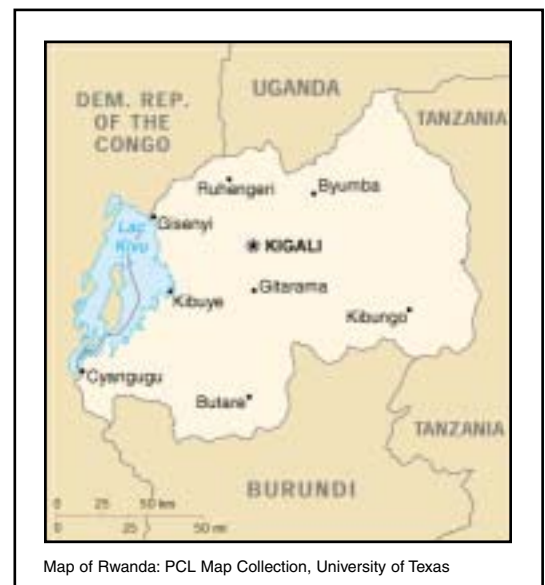 UGANDA
DEM. REP.
OF THE
CONGO
TANZANIA
Ruhengeri
Byumba
Gisenyi
Lac
Kivu
KIGALI
Gitarama
Kibuye
Kibungo
Cyangugu
Butare
TANZANIA
BURUNDI
0 25 50 km
0 25 50 mi
Map of Rwanda: PCL Map Collection, University of Texas